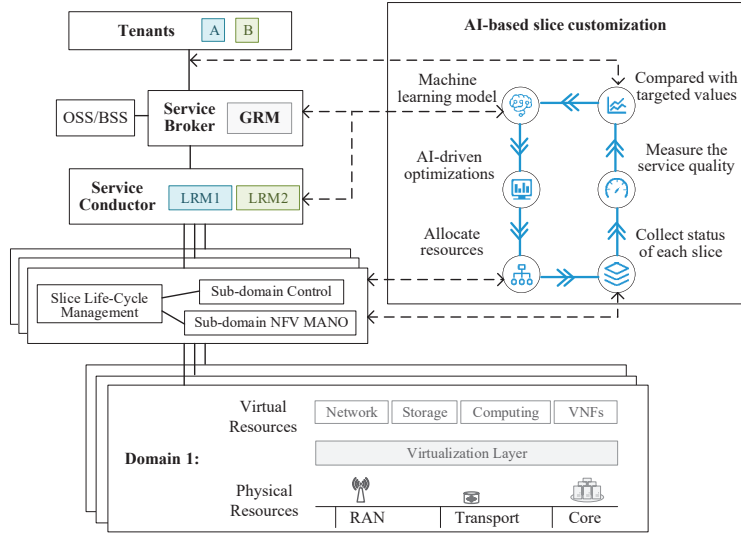 Tenants
A
B
OSS/BSS
Service
Broker
GRM
Service
Conductor
LRM1
LRM2
Slice Life-Cycle
Management
Sub-domain Control
Sub-domain NFV MANO
AI-based slice customization
Machine
learning model
Compared with
targeted values
AI-driven
optimizations
Measure the
service quality
Allocate
resources
Collect status
of each slice
Domain 1:
Virtual
Resources
Network
Storage
Computing
VNFs
Virtualization Layer
Physical
Resources
RAN
Transport
Core